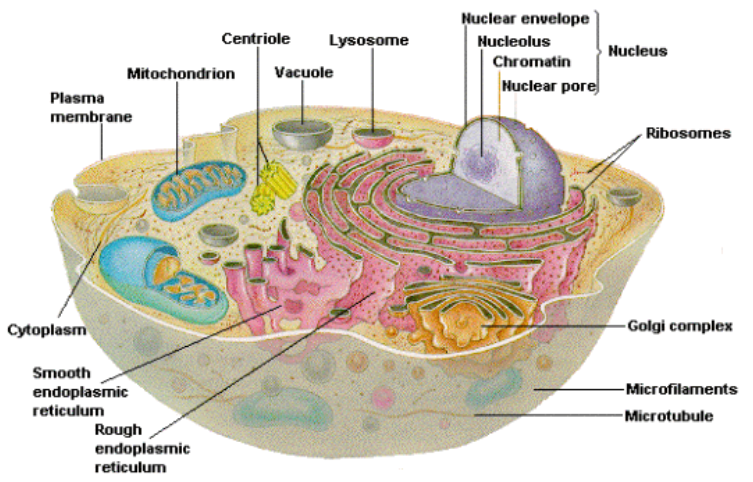 Nuclear envelope
Nucleolus
Chromatin
Nuclear pore
Nucleus
Centriole
Lysosome
Mitochondrion
Vacuole
Plasma
membrane
Ribosomes
Cytoplasm
Golgi complex
Smooth
endoplasmic
reticulum
Microfilaments
Microtubule
Rough
endoplasmic
reticulum